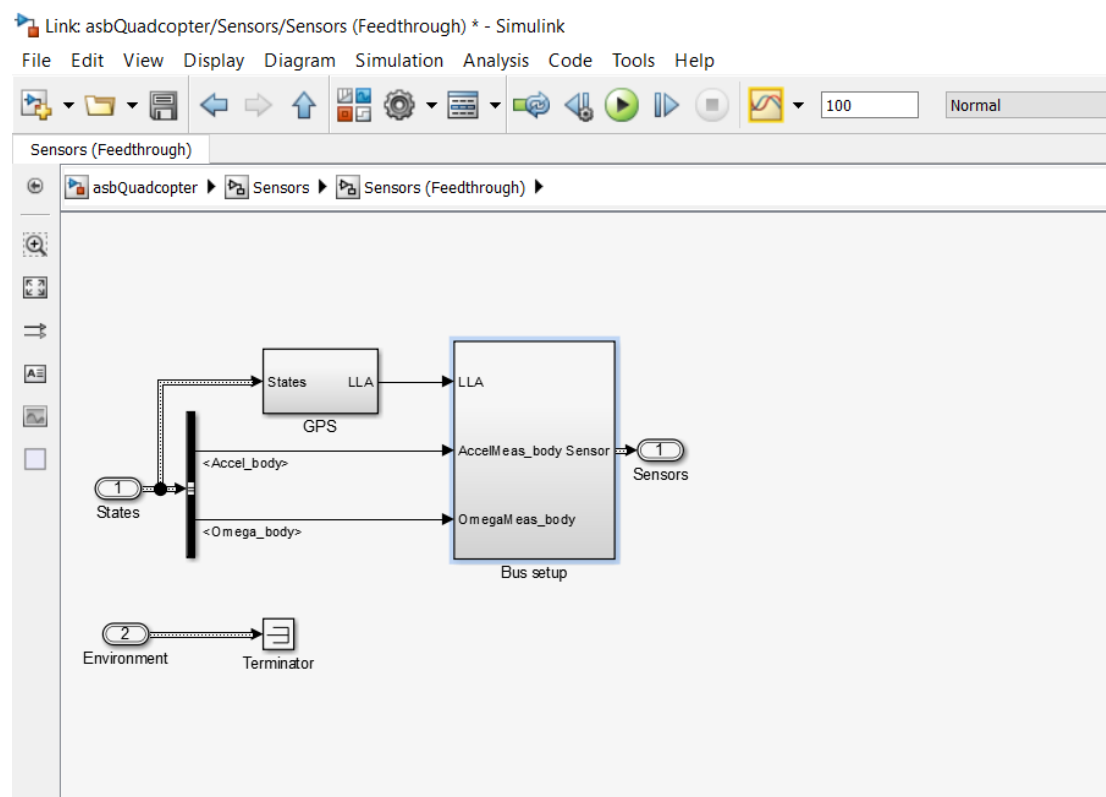 Link: asbQuadcopter/Sensors/Sensors (Feedthrough) * - Simulink
File Edit View Display Diagram Simulation Analysis Code Tools Help
100 Normal
Sensors (Feedthrough)
asbQuadcopter Sensors Sensors (Feedthrough)
States LLA
GPS
LLA
<Accel_body>
AccelMeas_body Sensor
1
Sensors
1
States
<Omega_body>
OmegaMeas_body
Bus setup
2
Environment
Terminator